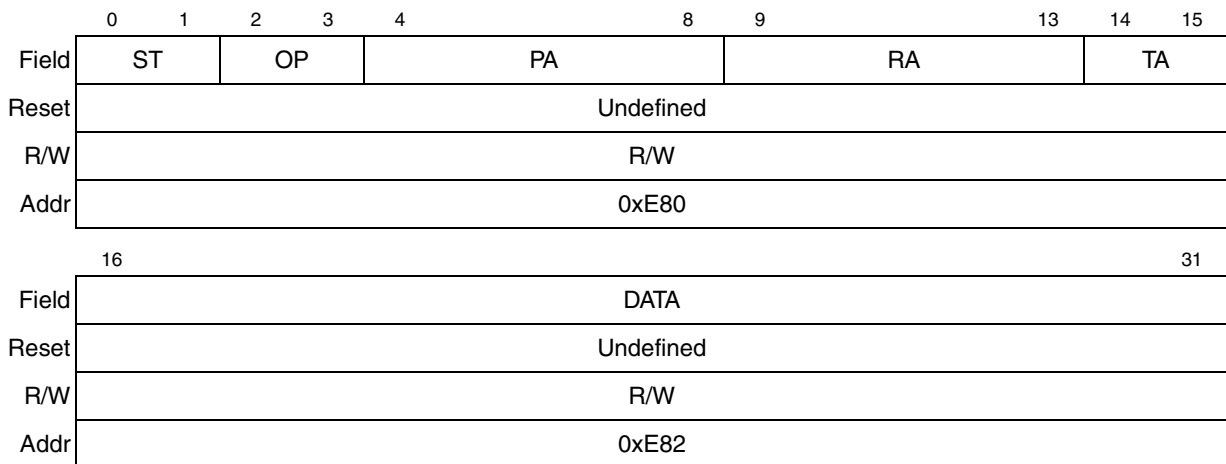 0 1 2 3 4 8 9 13 14 15
Field ST OP PA RA TA
Reset Undefined
R/W R/W
Addr 0xE80
16 31
Field DATA
Reset Undefined
R/W R/W
Addr 0xE82